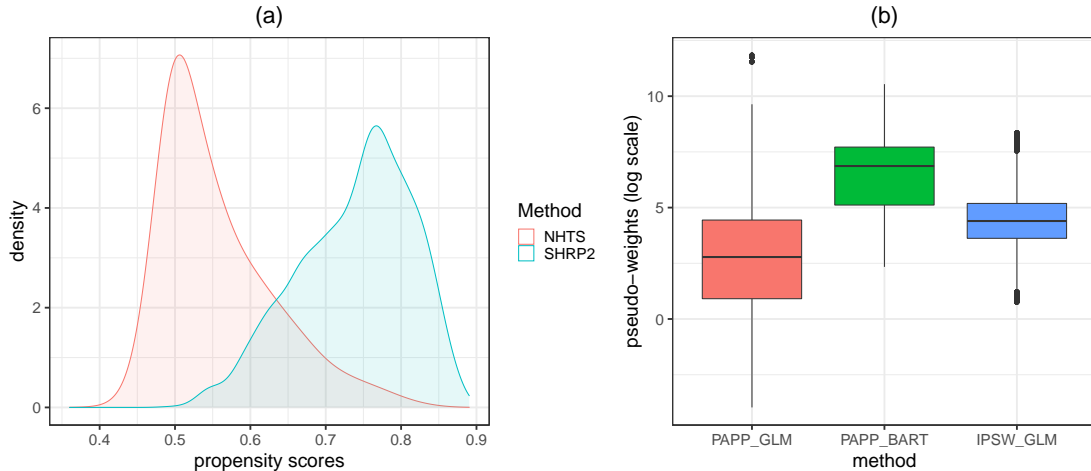 (a)
6
4
2
0
density
0.4 0.5 0.6 0.7 0.8 0.9
propensity scores
Method
NHTS
SHRP2
(b)
10
5
0
pseudo−weights (log scale)
PAPP_GLM PAPP_BART IPSW_GLM
method